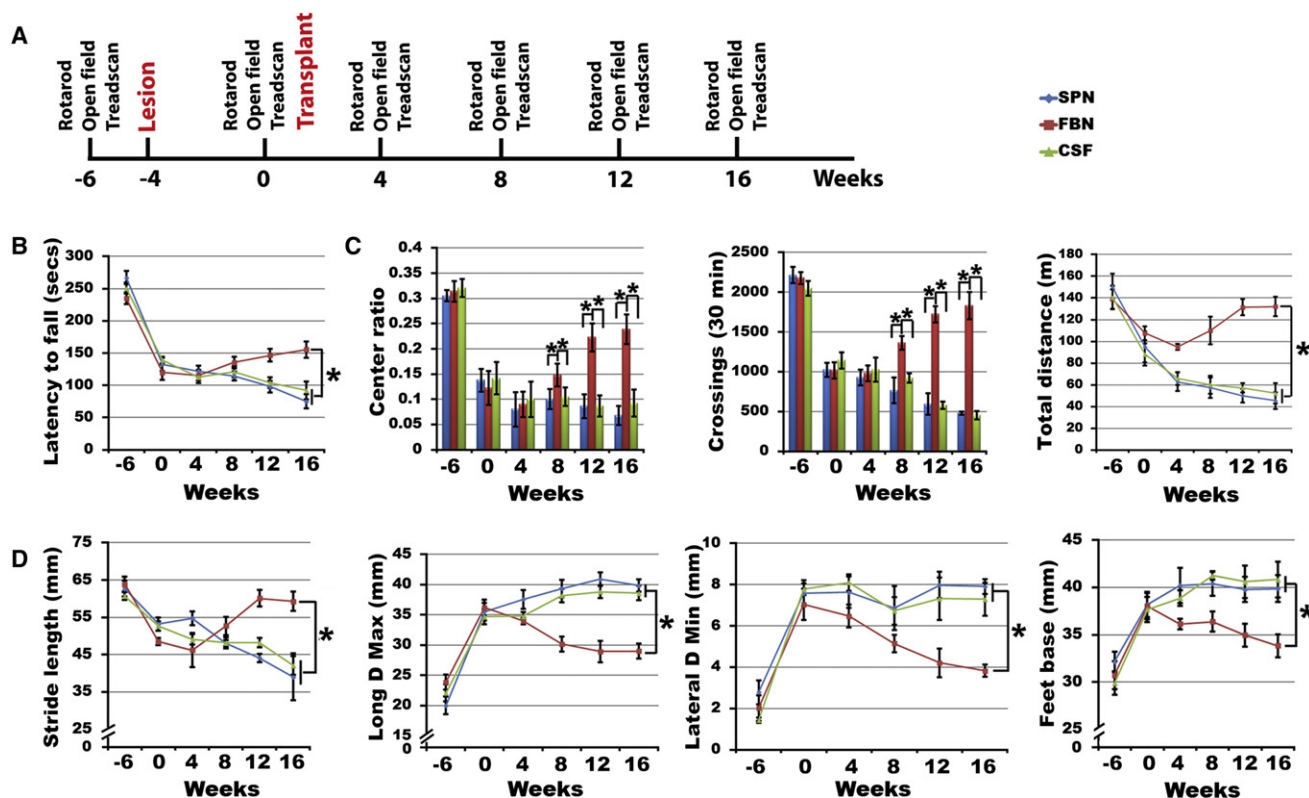 A
Rotarod
Open field
Treadscan
Lesion
Rotarod
Open field
Treadscan
Transplant
Rotarod
Open field
Treadscan
Rotarod
Open field
Treadscan
Rotarod
Open field
Treadscan
Rotarod
Open field
Treadscan
-6 -4 0 4 8 12 16 Weeks
SPN
FBN
CSF
B
Latency to fall (secs)
300
250
200
150
100
50
0
-6 0 4 8 12 16
Weeks
*
C
Center ratio
0.4
0.35
0.3
0.25
0.2
0.15
0.1
0.05
0
-6 0 4 8 12 16
Weeks
* *
* *
* *
Crossings (30 min)
2500
2000
1500
1000
500
0
-6 0 4 8 12 16
Weeks
* *
* *
* *
Total distance (m)
180
160
140
120
100
80
60
40
20
0
-6 0 4 8 12 16
Weeks
*
D
Stride length (mm)
75
65
55
45
35
25
0
-6 0 4 8 12 16
Weeks
*
Long D Max (mm)
45
40
35
30
25
20
15
0
-6 0 4 8 12 16
Weeks
*
Lateral D Min (mm)
10
8
6
4
2
0
-6 0 4 8 12 16
Weeks
*
Feet base (mm)
45
40
35
30
25
0
-6 0 4 8 12 16
Weeks
*